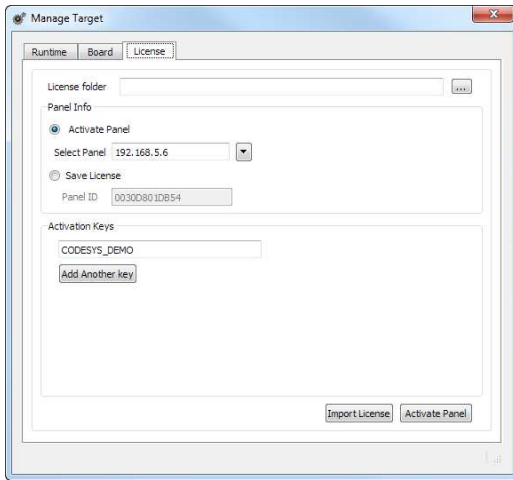 Manage Target
Runtime Board License
License folder ...
Panel Info
Activate Panel
Select Panel 192.168.5.6
Save License
Panel ID 0030D801DB54
Activation Keys
CODESYS_DEMO
Add Another key
Import License Activate Panel